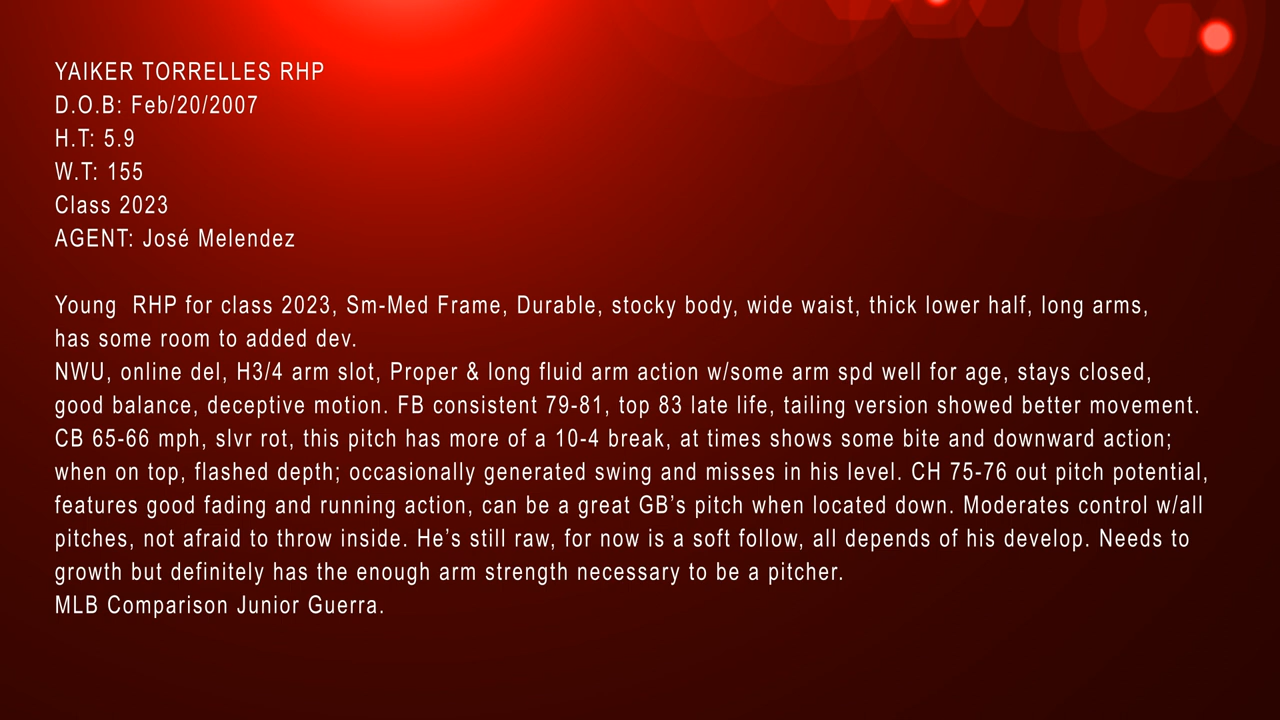 YAIKER TORRELLES RHP
D.O.B: Feb/20/2007
H.T: 5.9
W.T: 155
Class 2023
AGENT: José Melendez
Young  RHP for class 2023, Sm-Med Frame, Durable, stocky body, wide waist, thick lower half, long arms,
has some room to added dev.
NWU, online del, H3/4 arm slot, Proper & long fluid arm action w/some arm spd well for age, stays closed,
good balance, deceptive motion. FB consistent 79-81, top 83 late life, tailing version showed better movement.
CB 65-66 mph, slvr rot, this pitch has more of a 10-4 break, at times shows some bite and downward action;
when on top, flashed depth; occasionally generated swing and misses in his level. CH 75-76 out pitch potential,
features good fading and running action, can be a great GB’s pitch when located down. Moderates control w/all
pitches, not afraid to throw inside. He’s still raw, for now is a soft follow, all depends of his develop. Needs to
growth but definitely has the enough arm strength necessary to be a pitcher.
MLB Comparison Junior Guerra.